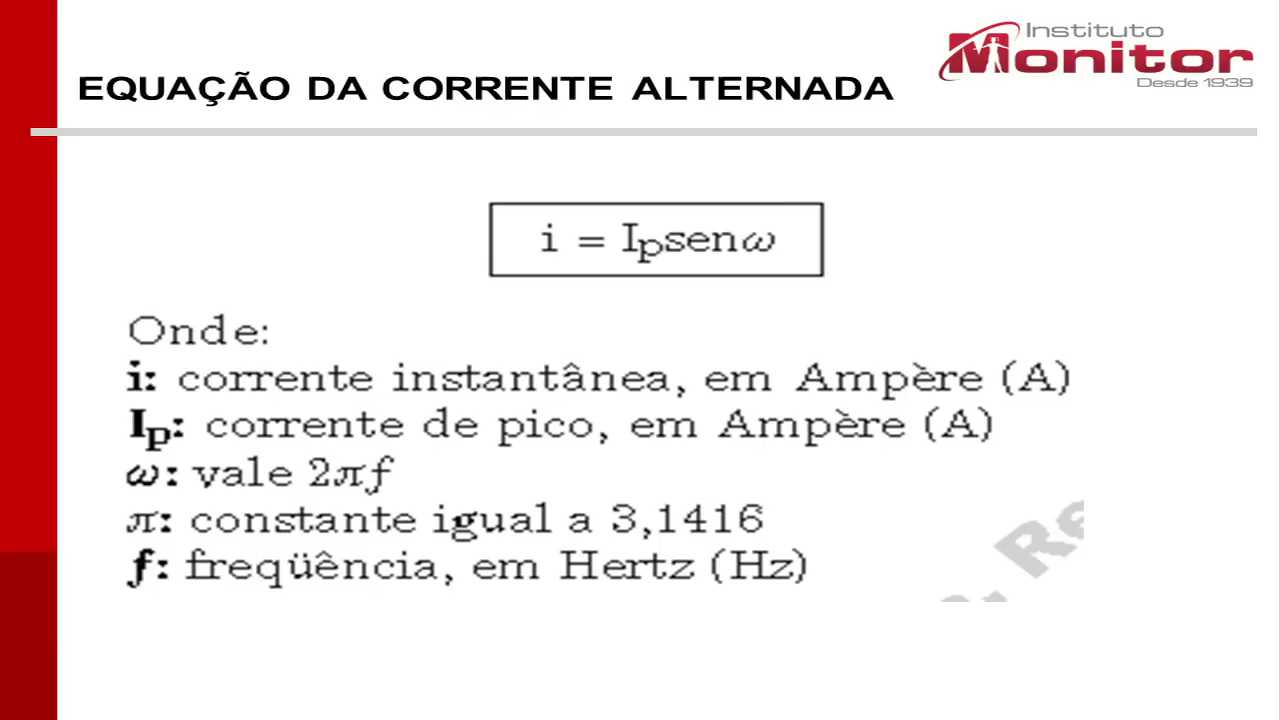 Instituto
Monitor
Desde 1939
EQUAÇÃO DA CORRENTE ALTERNADA
i = Ipsenω
Onde:
i: corrente instantânea, em Ampère (A)
Ip: corrente de pico, em Ampère (A)
ω: vale 2πf
π: constante igual a 3,1416
f: freqüência, em Hertz (Hz)